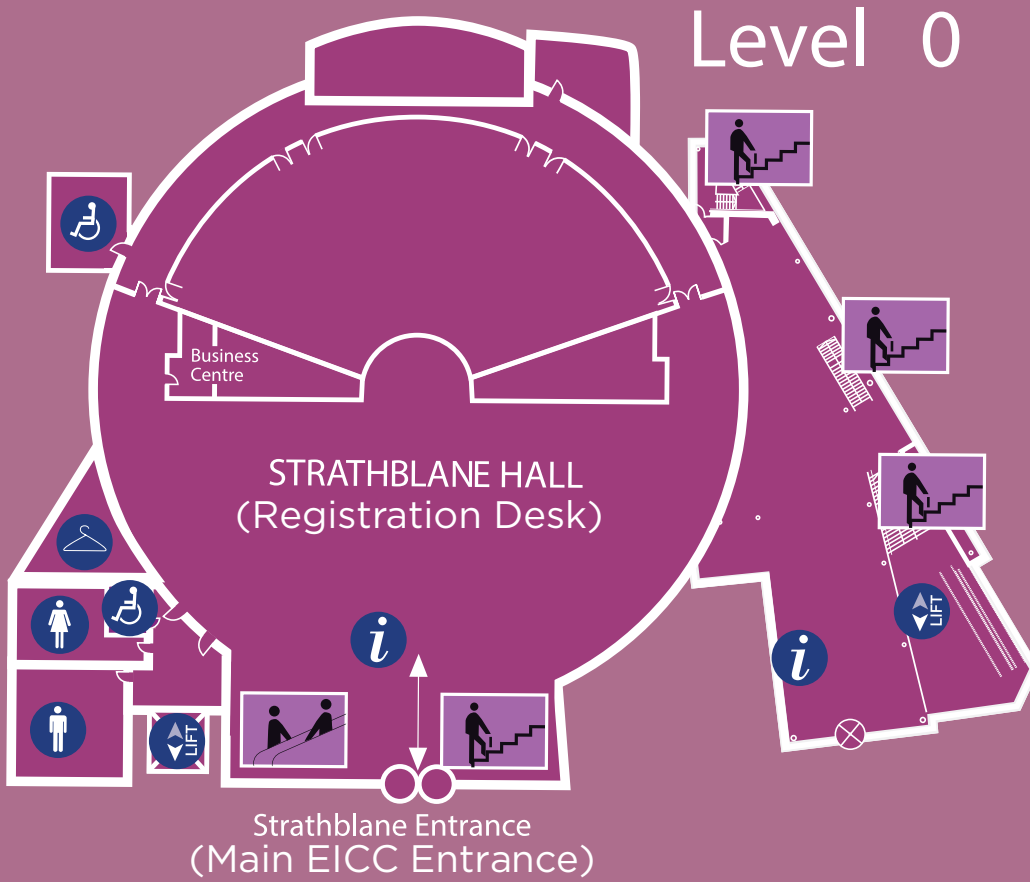 Level 0
Business
Centre
STRATHBLANE HALL
(Registration Desk)
i
i
LIFT
LIFT
Strathblane Entrance
(Main EICC Entrance)